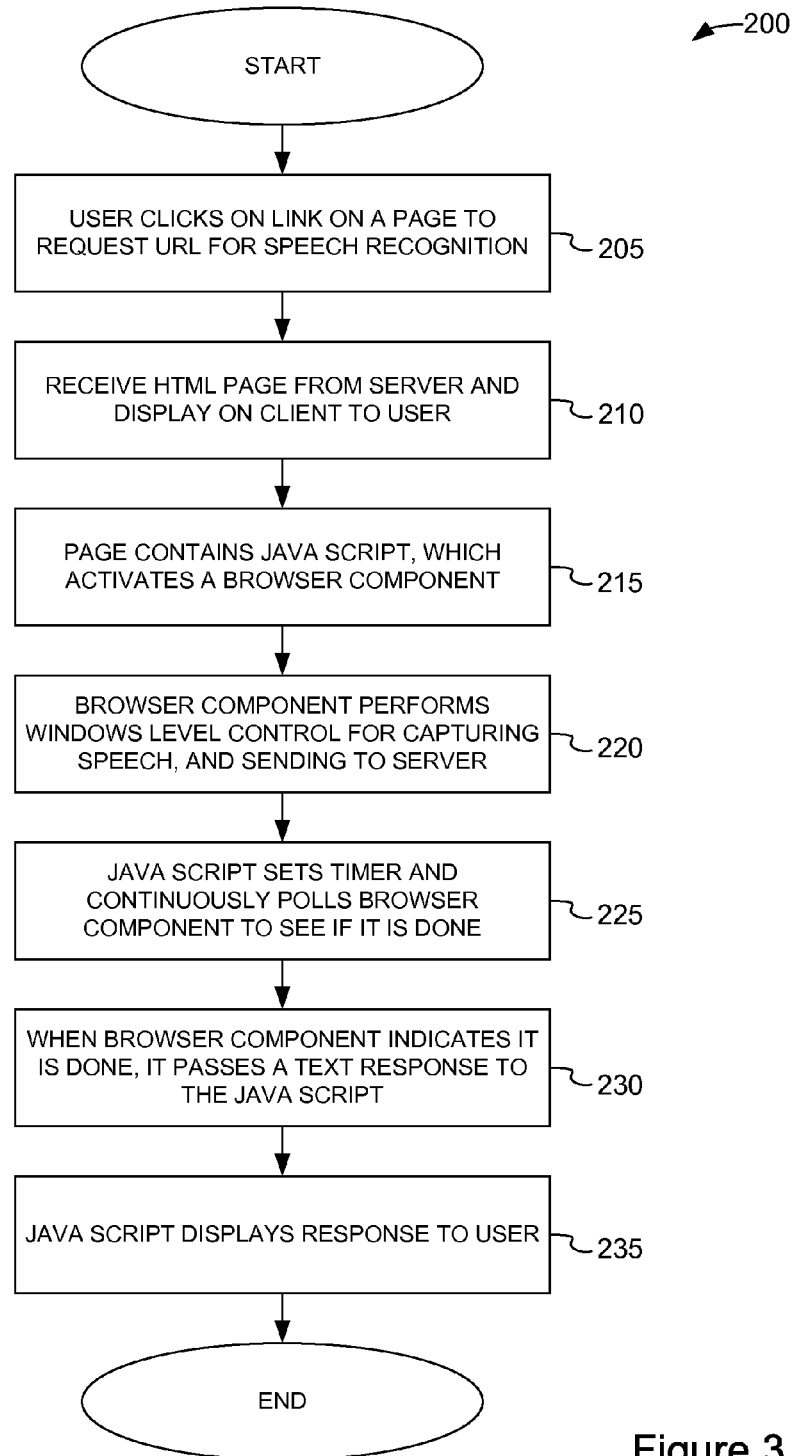 200
START
USER CLICKS ON LINK ON A PAGE TO
REQUEST URL FOR SPEECH RECOGNITION
205
RECEIVE HTML PAGE FROM SERVER AND
DISPLAY ON CLIENT TO USER
210
PAGE CONTAINS JAVA SCRIPT, WHICH
ACTIVATES A BROWSER COMPONENT
215
BROWSER COMPONENT PERFORMS
WINDOWS LEVEL CONTROL FOR CAPTURING
SPEECH, AND SENDING TO SERVER
220
JAVA SCRIPT SETS TIMER AND
CONTINUOUSLY POLLS BROWSER
COMPONENT TO SEE IF IT IS DONE
225
WHEN BROWSER COMPONENT INDICATES IT
IS DONE, IT PASSES A TEXT RESPONSE TO
THE JAVA SCRIPT
230
JAVA SCRIPT DISPLAYS RESPONSE TO USER
235
END
Figure 3